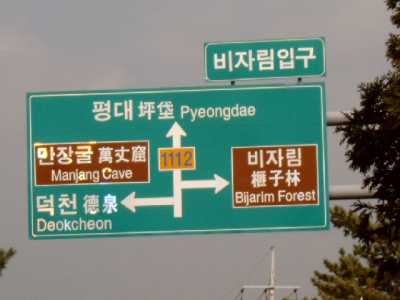 비자림입구
평대 坪垈 Pyeongdae
만장굴 萬丈窟
Manjang Cave
1112
비자림
榧子林
Bijarim Forest
덕천 德泉
Deokcheon